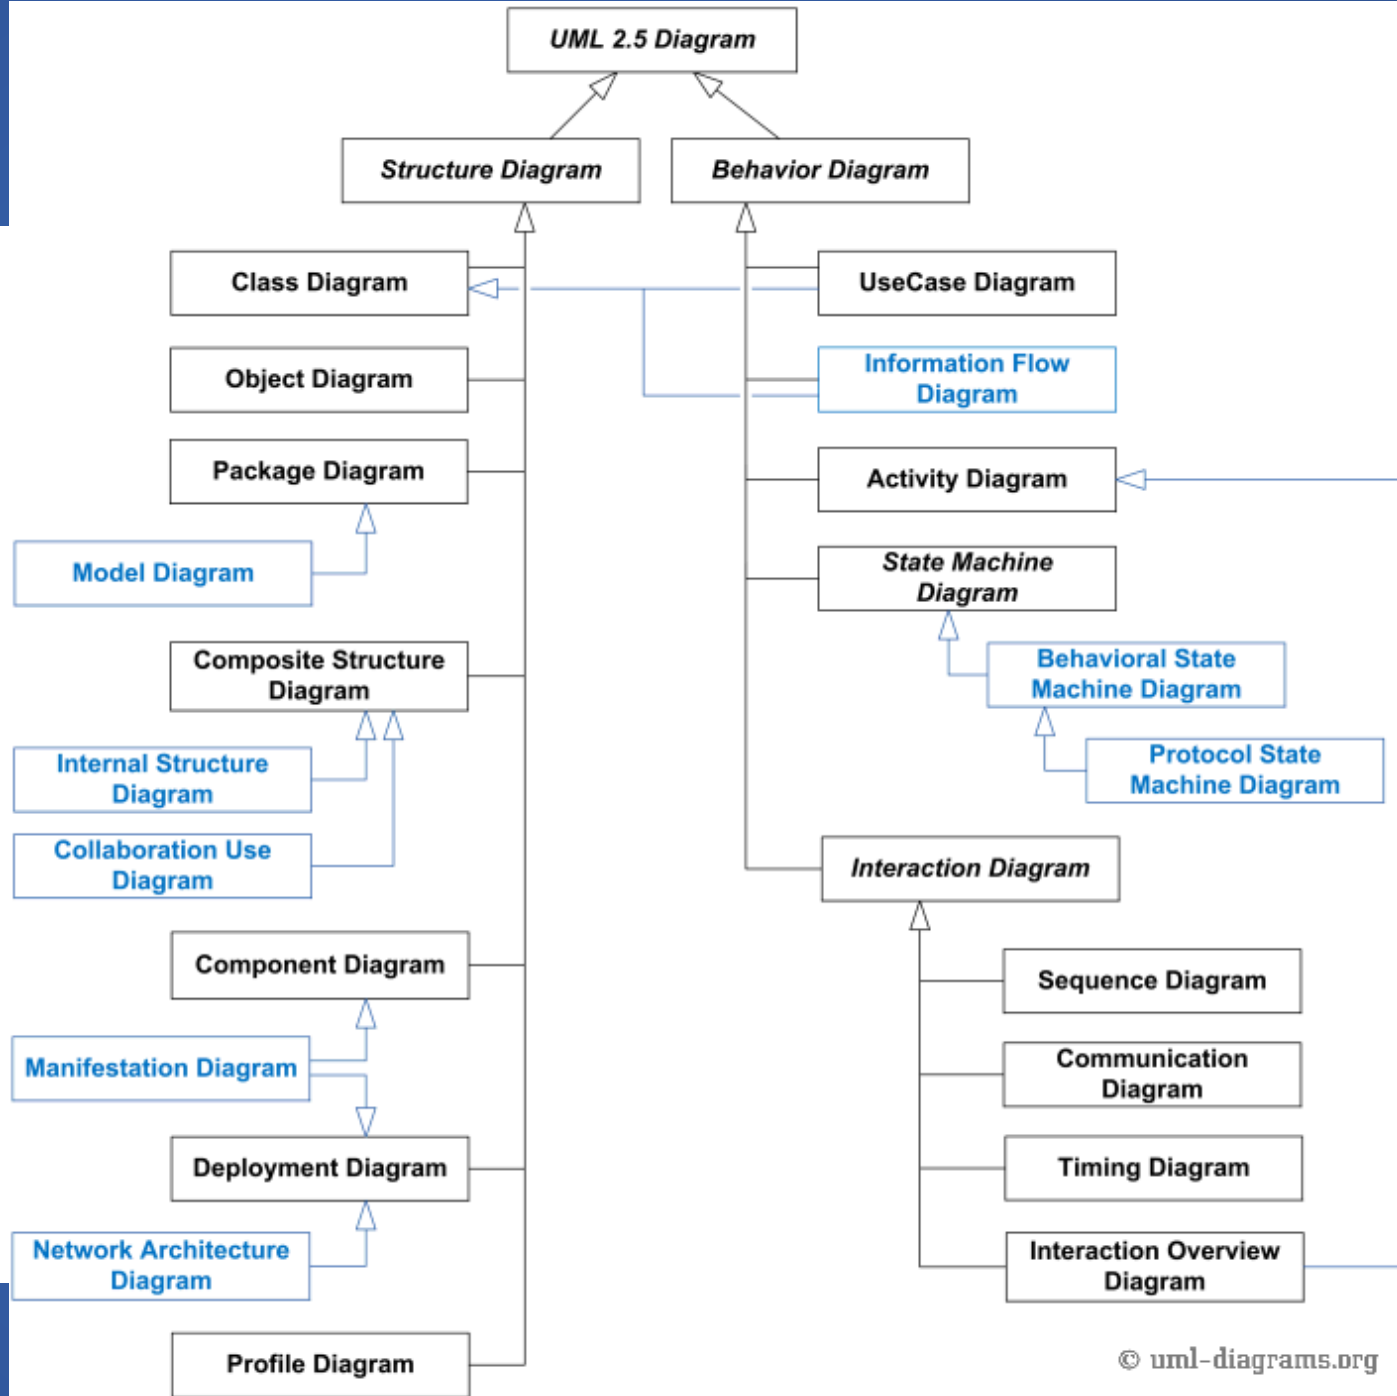 UML 2.5 Diagram
Structure Diagram
Behavior Diagram
Class Diagram
UseCase Diagram
Object Diagram
Information Flow
Diagram
Package Diagram
Activity Diagram
Model Diagram
State Machine
Diagram
Composite Structure
Diagram
Behavioral State
Machine Diagram
Internal Structure
Diagram
Protocol State
Machine Diagram
Collaboration Use
Diagram
Interaction Diagram
Component Diagram
Sequence Diagram
Manifestation Diagram
Communication
Diagram
Deployment Diagram
Timing Diagram
Network Architecture
Diagram
Interaction Overview
Diagram
Profile Diagram
© uml-diagrams.org